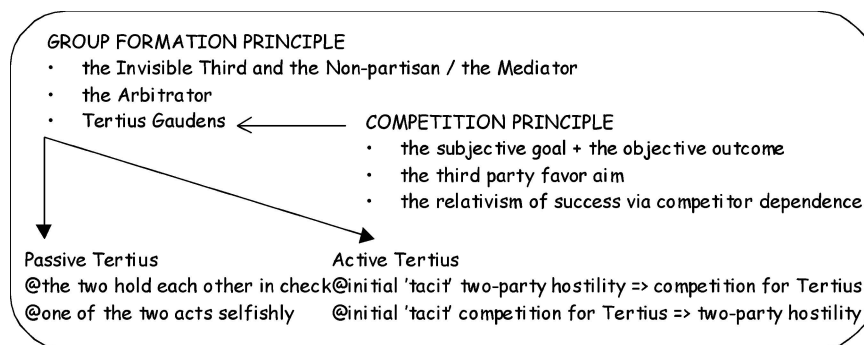 GROUP FORMATION PRINCIPLE
• the Invisible Third and the Non-partisan / the Mediator
• the Arbitrator
• Tertius Gaudens
COMPETITION PRINCIPLE
• the subjective goal + the objective outcome
• the third party favor aim
• the relativism of success via competitor dependence
Passive Tertius
@the two hold each other in check
@one of the two acts selfishly
Active Tertius
@initial 'tacit' two-party hostility => competition for Tertius
@initial 'tacit' competition for Tertius => two-party hostility